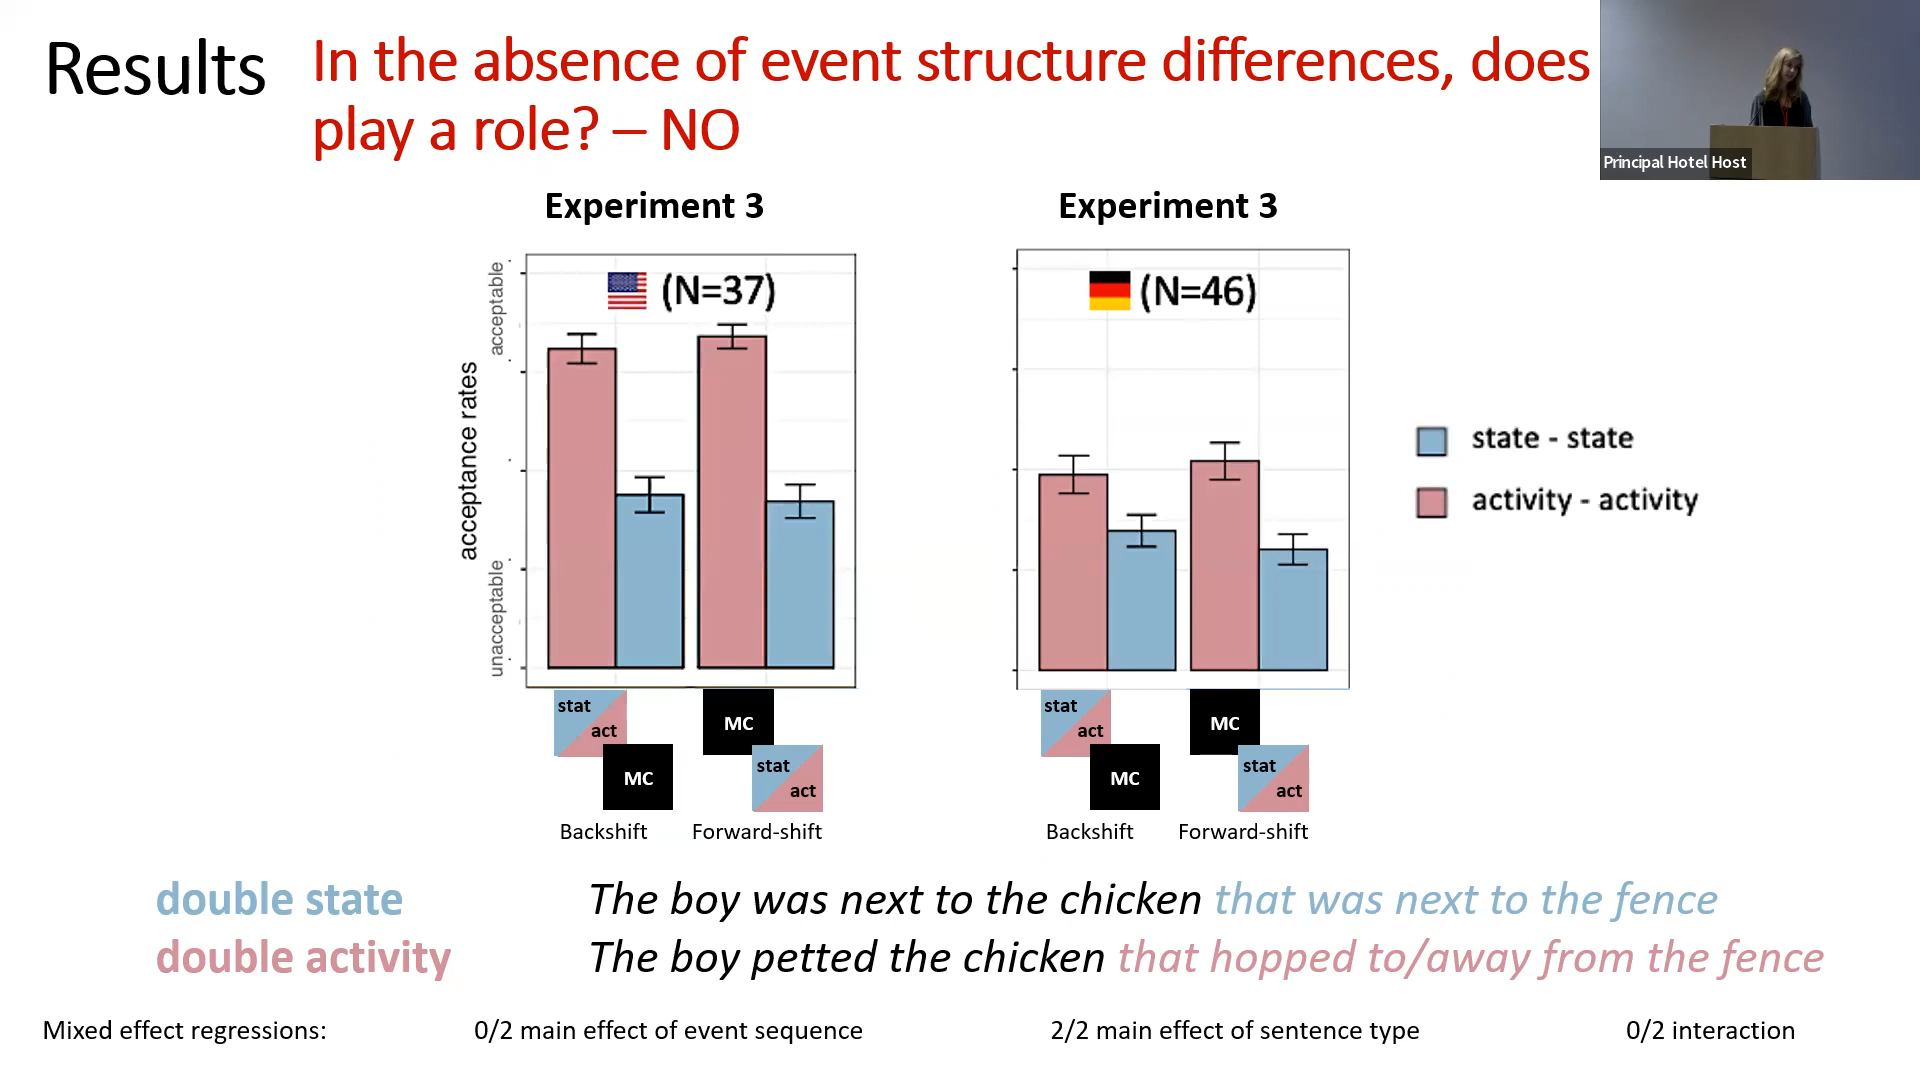 Results
In the absence of event structure differences, does
play a role? – NO
Principal Hotel Host
Experiment 3
Experiment 3
(N=37)
(N=46)
acceptable
acceptance rates
unacceptable
state - state
activity - activity
stat
act
MC
MC
stat
act
Backshift
Forward-shift
stat
act
MC
MC
stat
act
Backshift
Forward-shift
double state
The boy was next to the chicken that was next to the fence
double activity
The boy petted the chicken that hopped to/away from the fence
Mixed effect regressions: 0/2 main effect of event sequence 2/2 main effect of sentence type 0/2 interaction